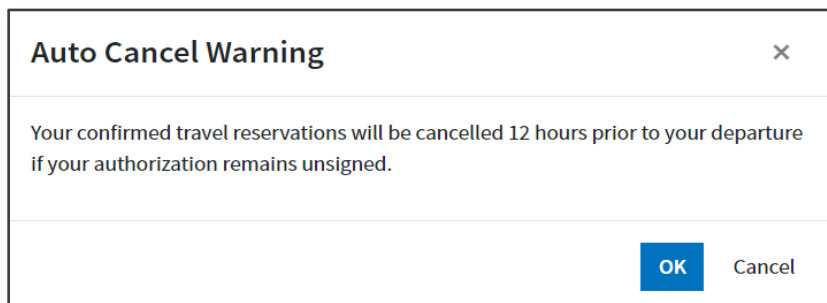 Auto Cancel Warning ×
Your confirmed travel reservations will be cancelled 12 hours prior to your departure
if your authorization remains unsigned.
OK Cancel